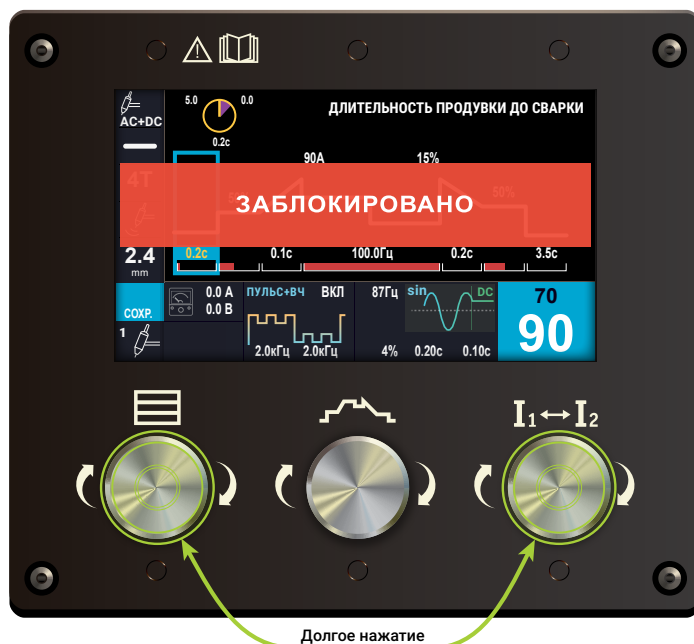 AC+DC
5.0
0.0
0.2с
ДЛИТЕЛЬНОСТЬ ПРОДУВКИ ДО СВАРКИ
90А
15%
4T
50%
50%
ЗАБЛОКИРОВАНО
2.4
mm
0.2с
0.1с
100.0Гц
0.2с
3.5с
СОХР.
1
0.0 А
0.0 В
ПУЛЬС+ВЧ ВКЛ
2.0кГц 2.0кГц
87Гц
sin
DC
4% 0.20с 0.10с
70
90
I1↔I2
Долгое нажатие